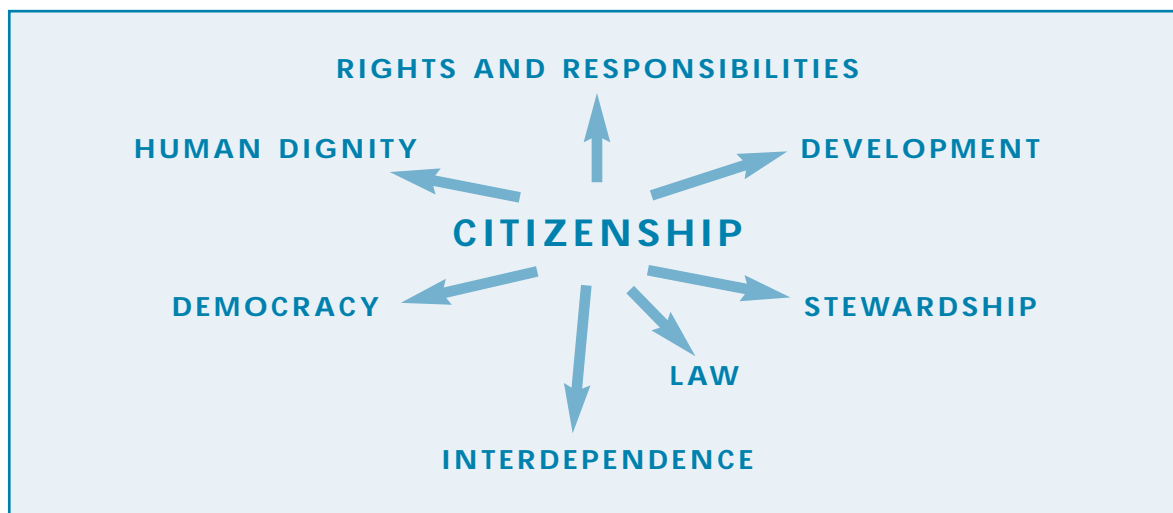 RIGHTS AND RESPONSIBILITIES
HUMAN DIGNITY
DEVELOPMENT
CITIZENSHIP
DEMOCRACY
STEWARDSHIP
LAW
INTERDEPENDENCE